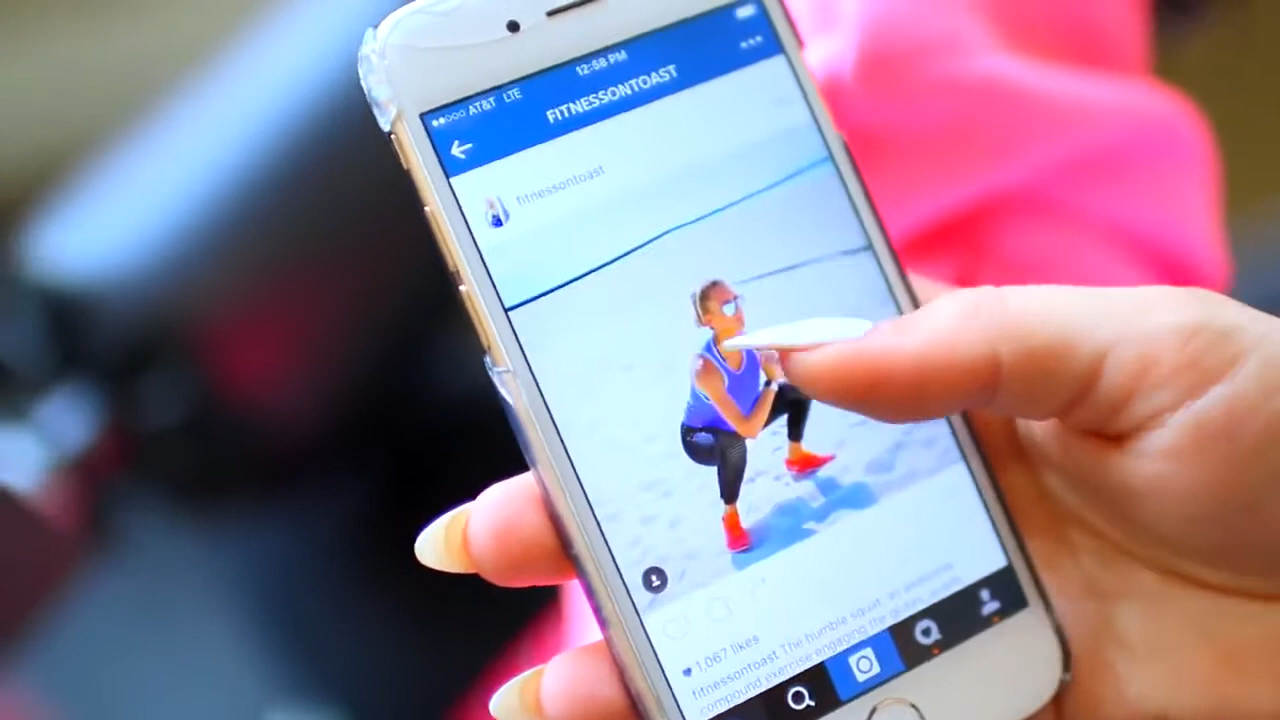 AT&T LTE 12:58 PM
FITNESSONTOAST
fitnessontoast
1,067 likes
fitnessontoast The humble squat, an awesome
compound exercise engaging the glutes,